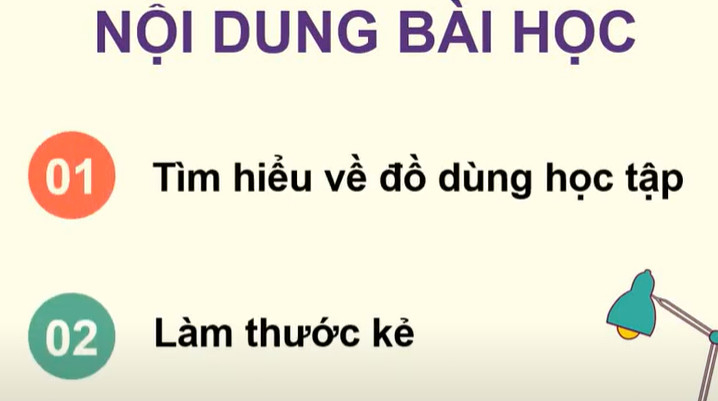 NỘI DUNG BÀI HỌC
01 Tìm hiểu về đồ dùng học tập
02 Làm thước kẻ